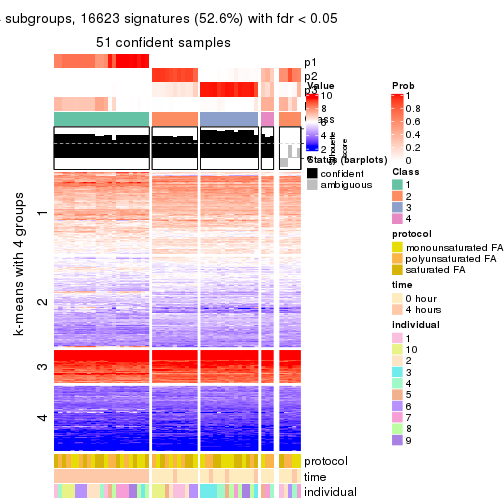 subgroups, 16623 signatures (52.6%) with fdr < 0.05
51 confident samples
p1
p2
p3
Value
10
8
6
4
2
ass
Silhouette
score
Status (barplots)
confident
ambiguous
Prob
1
0.8
0.6
0.4
0.2
0
Class
1
2
3
4
protocol
monounsaturated FA
polyunsaturated FA
saturated FA
time
0 hour
4 hours
individual
1
10
2
3
4
5
6
7
8
9
k-means with 4 groups
1
2
3
4
protocol
time
individual